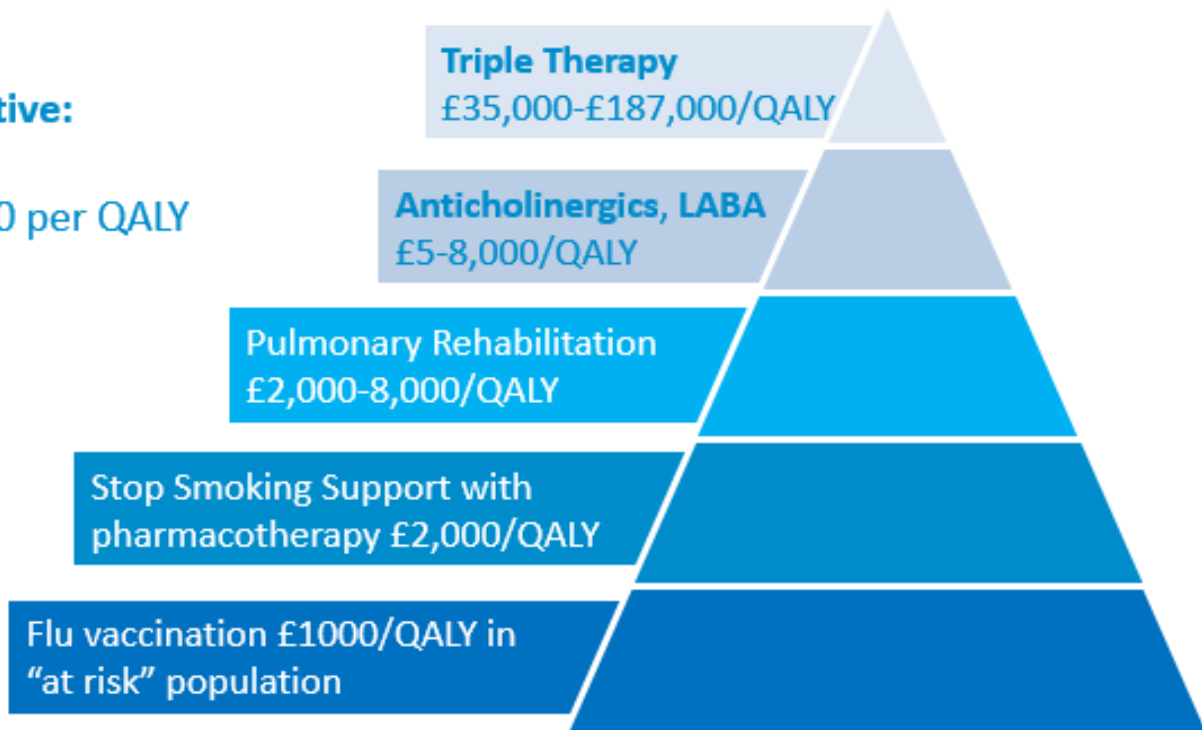 tive:
0 per QALY
Triple Therapy
£35,000-£187,000/QALY
Anticholinergics, LABA
£5-8,000/QALY
Pulmonary Rehabilitation
£2,000-8,000/QALY
Stop Smoking Support with
pharmacotherapy £2,000/QALY
Flu vaccination £1000/QALY in
“at risk” population